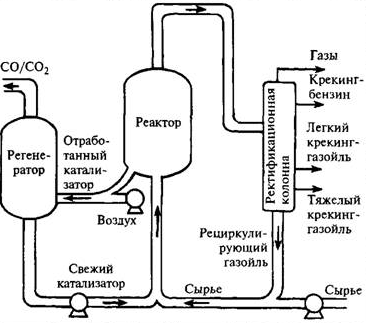 CO/CO2
Газы
Крекинг-
бензин
Реактор
Ректификационная
колонна
Регене-
ратор
Отрабо-
танный
катали-
затор
Легкий
крекинг-
газойль
Воздух
Тяжелый
крекинг-
газойль
Рециркули-
рующий
газойль
Свежий
катализатор
Сырье
Сырье